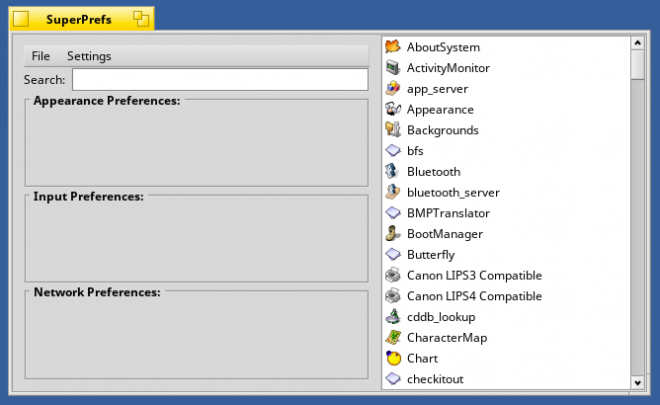 SuperPrefs
File Settings
Search:
Appearance Preferences:
Input Preferences:
Network Preferences:
AboutSystem
ActivityMonitor
app_server
Appearance
Backgrounds
bfs
Bluetooth
bluetooth_server
BMPTranslator
BootManager
Butterfly
Canon LIPS3 Compatible
Canon LIPS4 Compatible
cddb_lookup
CharacterMap
Chart
checkitout